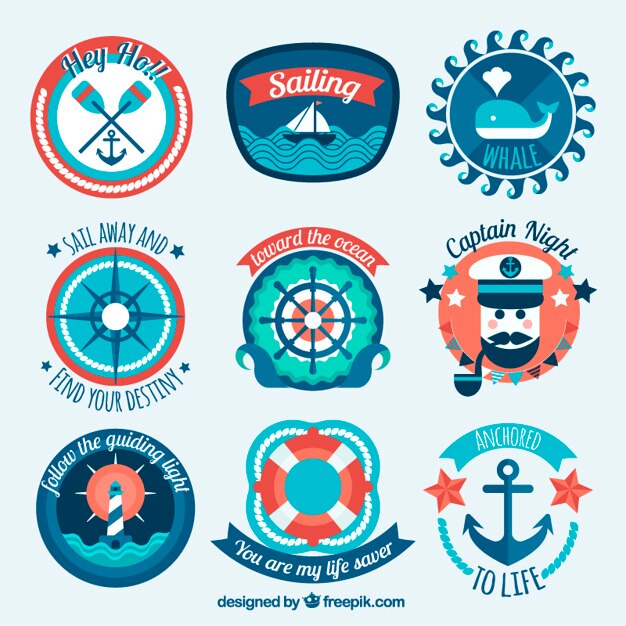 Hey Ho!!
Sailing
WHALE
SAIL AWAY AND
FIND YOUR DESTINY
toward the ocean
Captain Night
follow the guiding light
You are my life saver
ANCHORED
TO LIFE
designed by freepik.com